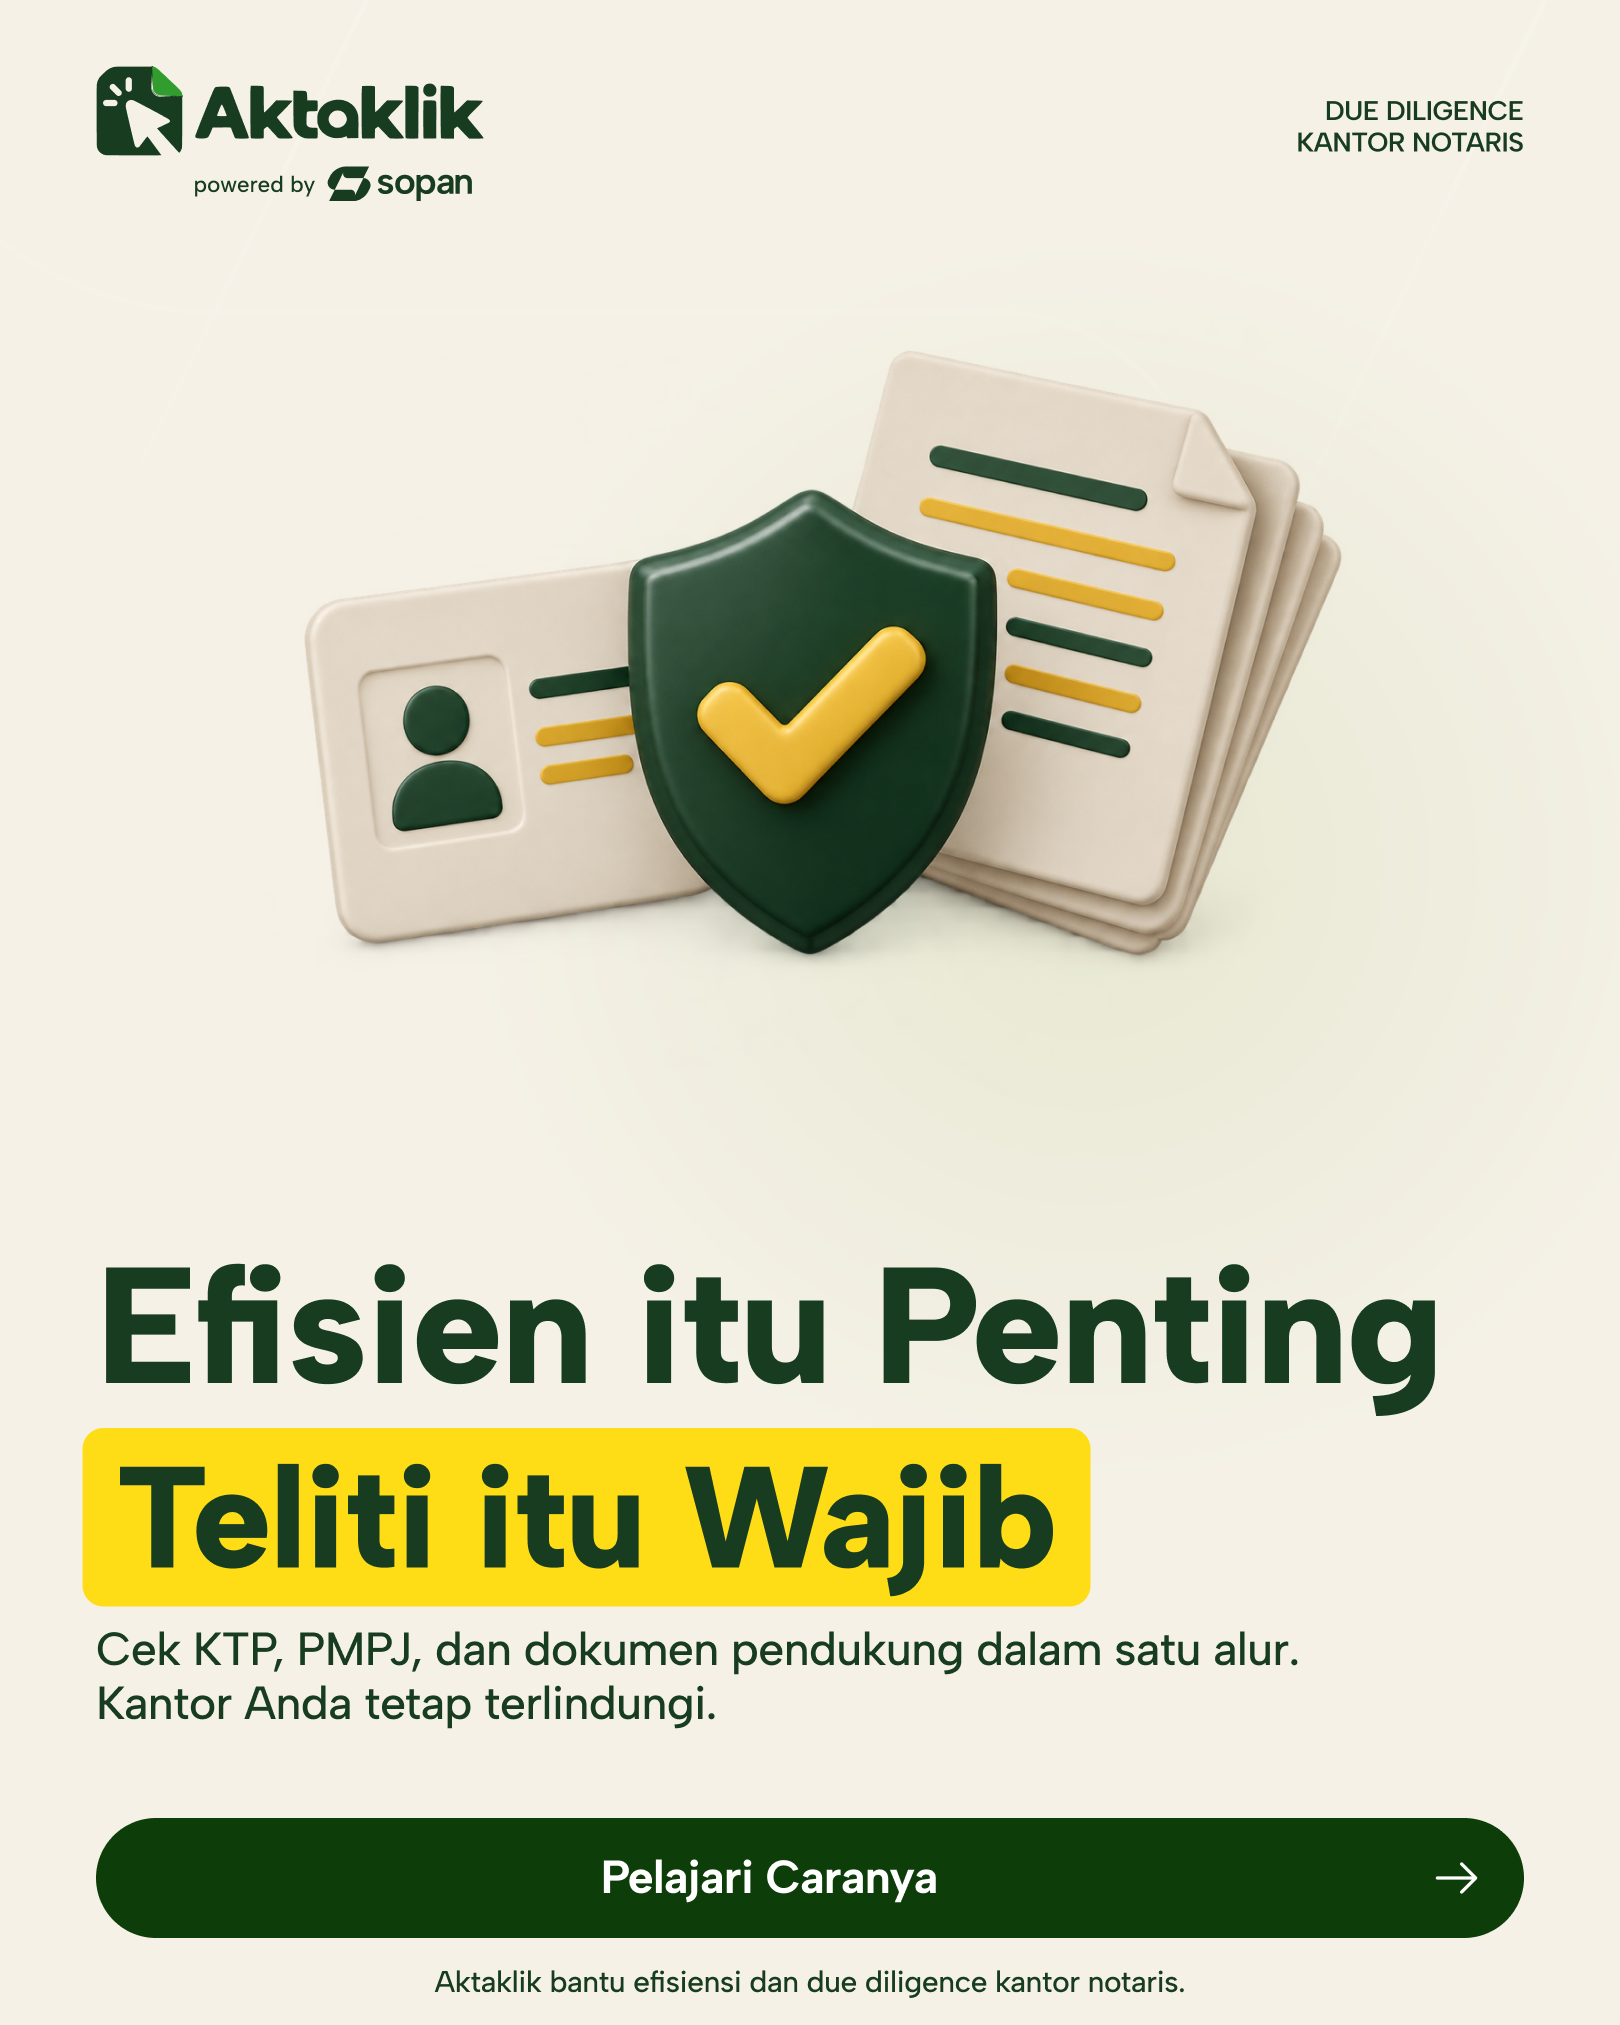 Aktaklik
powered by sopan
DUE DILIGENCE
KANTOR NOTARIS
Efisien itu Penting
Teliti itu Wajib
Cek KTP, PMPJ, dan dokumen pendukung dalam satu alur.
Kantor Anda tetap terlindungi.
Pelajari Caranya
Aktaklik bantu efisiensi dan due diligence kantor notaris.